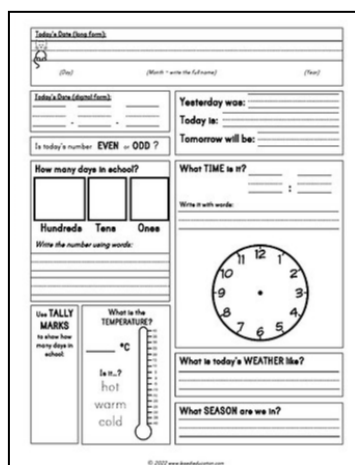 Today's Date (long form):
(Day) (Month - write the full name) (Year)
Today's Date (digital form):
Is today's number EVEN or ODD ?
Yesterday was:
Today is:
Tomorrow will be:
How many days in school?
Hundreds Tens Ones
Write the number using words:
What TIME is it?
:
Write it with words:
12
11 1
10 2
9 3
8 4
7 5
6
Use TALLY
MARKS
to show how
many days in
school:
What is the
TEMPERATURE?
°C
Is it...?
hot
warm
cold
What is today's WEATHER like?
What SEASON are we in?
© 2022